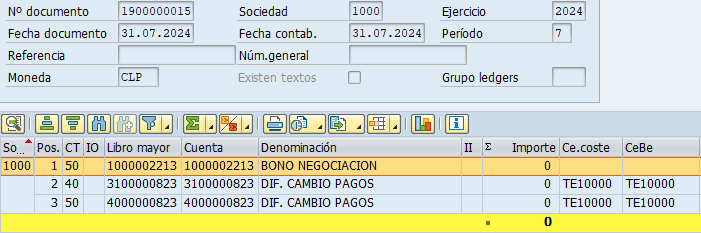 Nº documento 1900000015 Sociedad 1000 Ejercicio 2024
Fecha documento 31.07.2024 Fecha contab. 31.07.2024 Período 7
Referencia Núm.general
Moneda CLP Existen textos Grupo ledgers
So... Pos. CT IO Libro mayor Cuenta Denominación II Σ Importe Ce.coste CeBe
1000 1 50 1000002213 1000002213 BONO NEGOCIACION 0
2 40 3100000823 3100000823 DIF. CAMBIO PAGOS 0 TE10000 TE10000
3 50 4000000823 4000000823 DIF. CAMBIO PAGOS 0 TE10000 TE10000
0